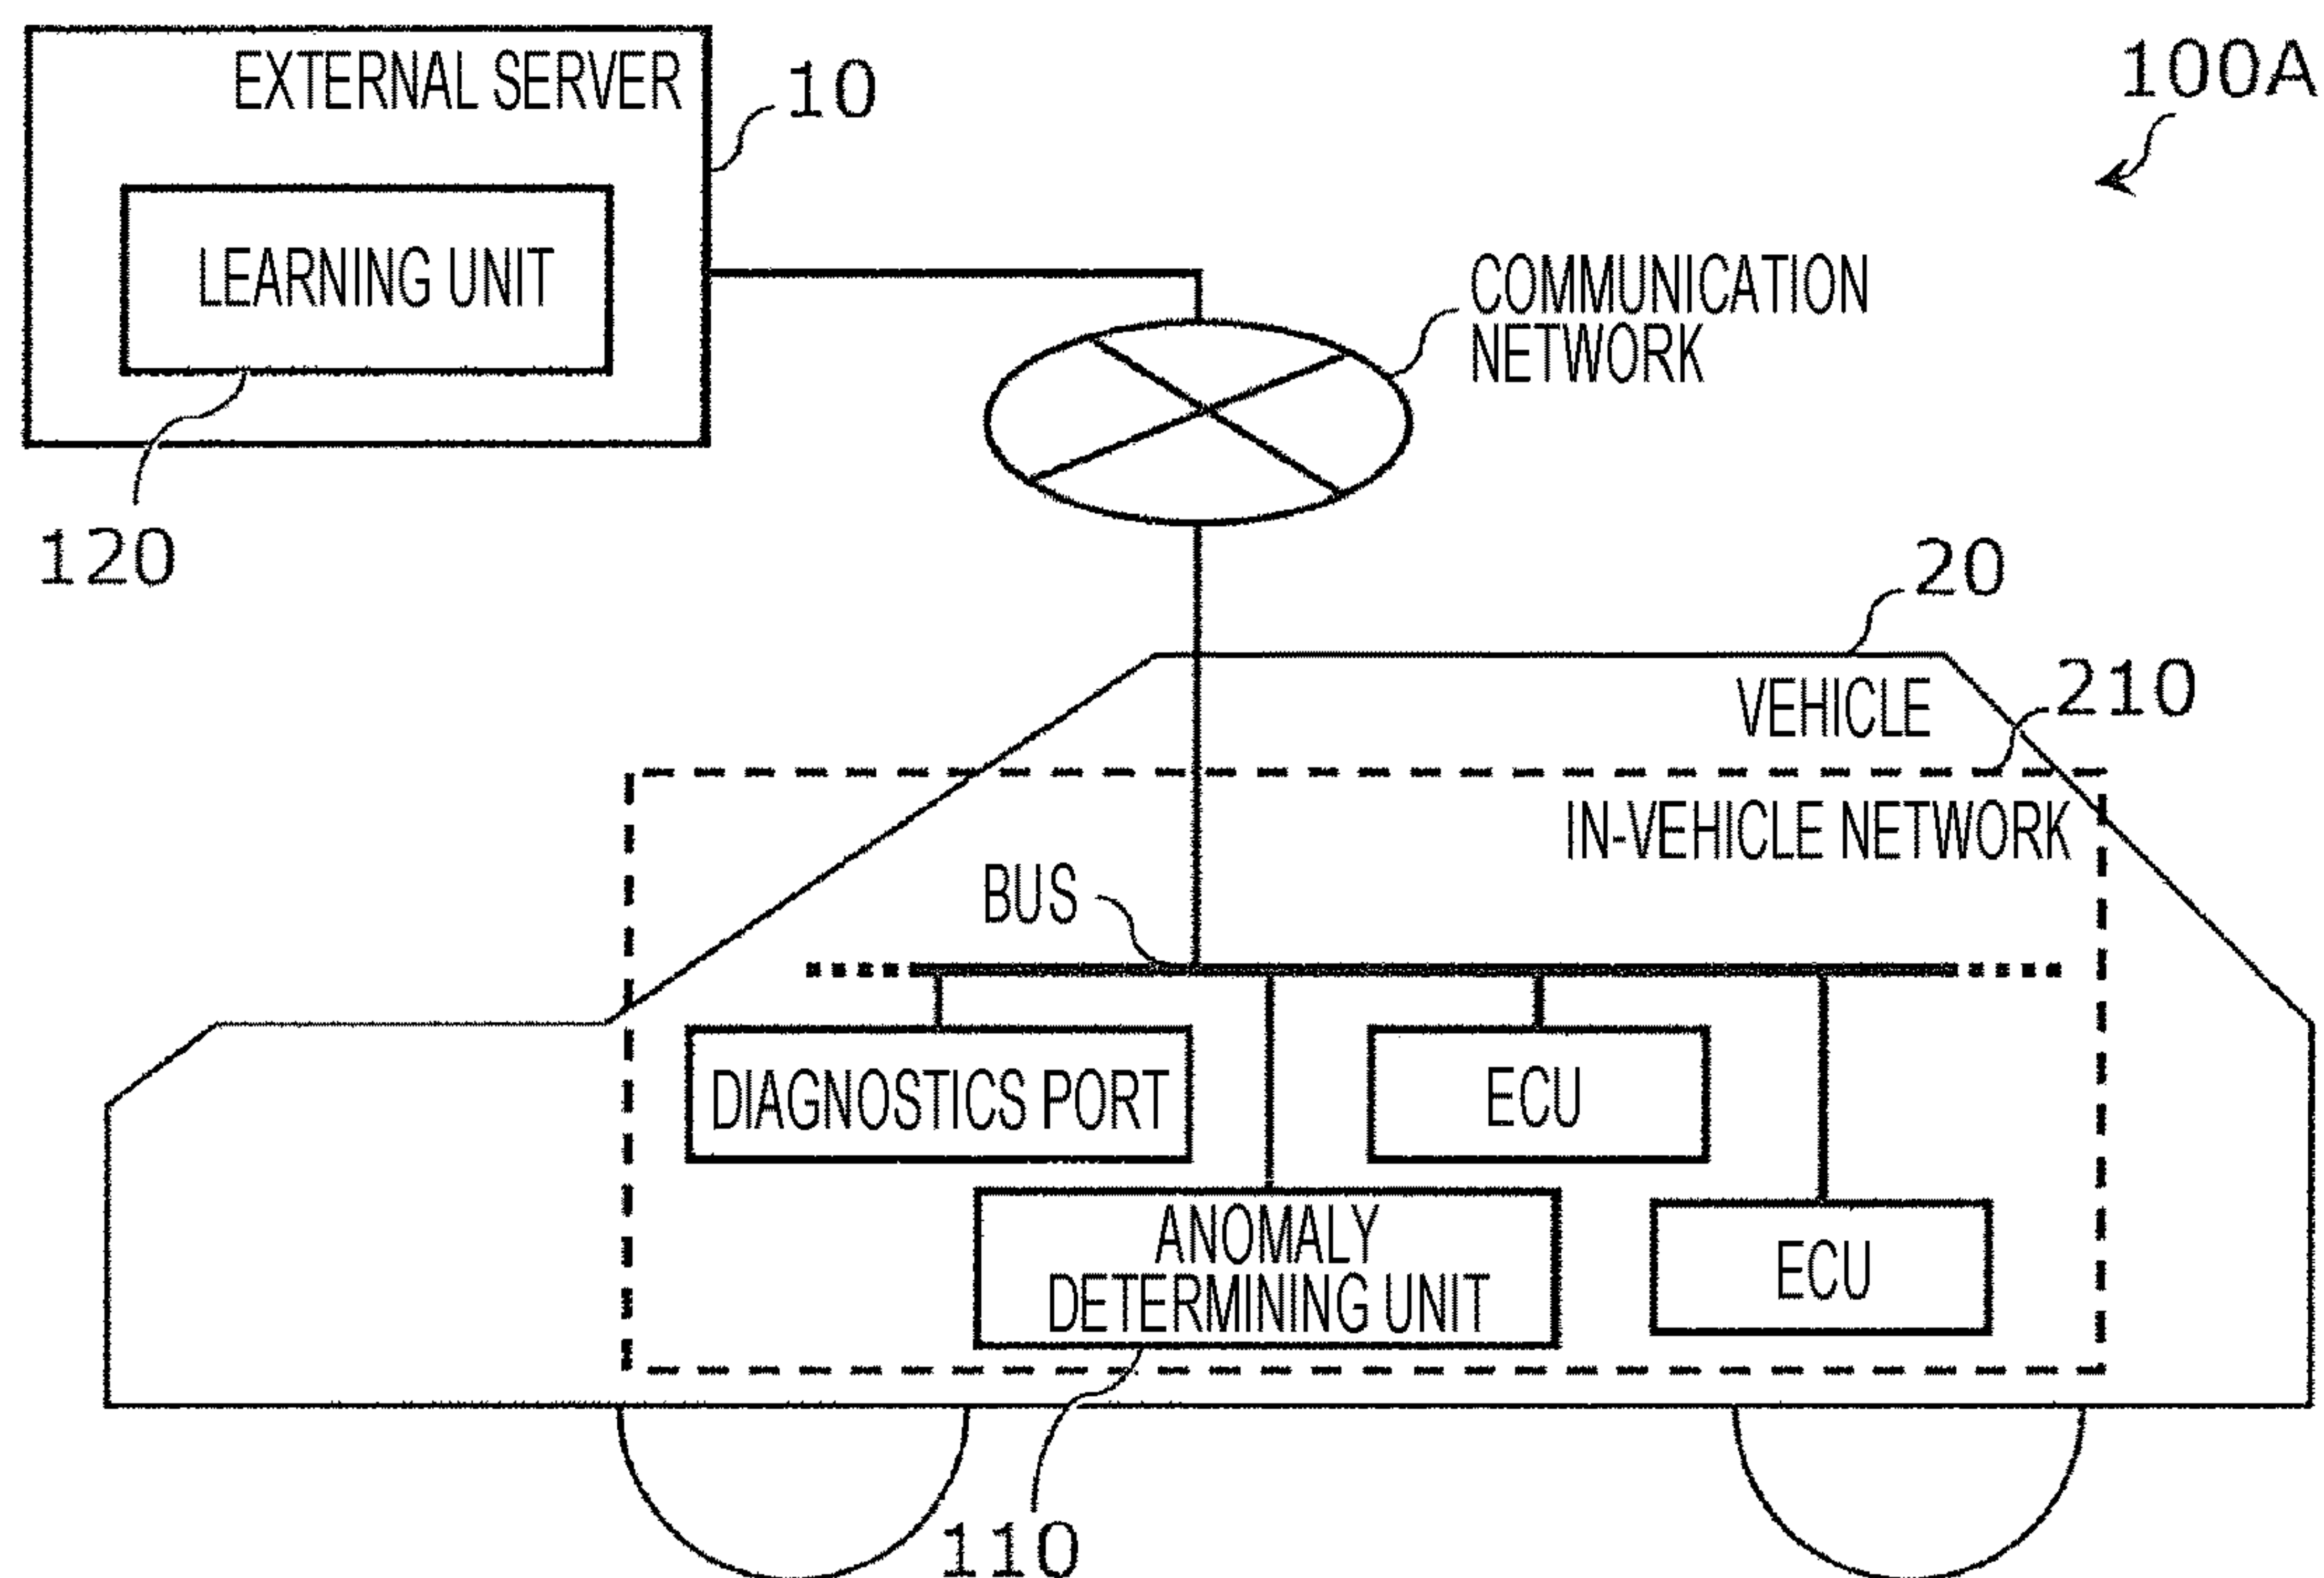 EXTERNAL SERVER
10
100A
LEARNING UNIT
COMMUNICATION
NETWORK
120
20
VEHICLE
210
IN-VEHICLE NETWORK
BUS
DIAGNOSTICS PORT
ECU
ANOMALY
DETERMINING UNIT
ECU
110